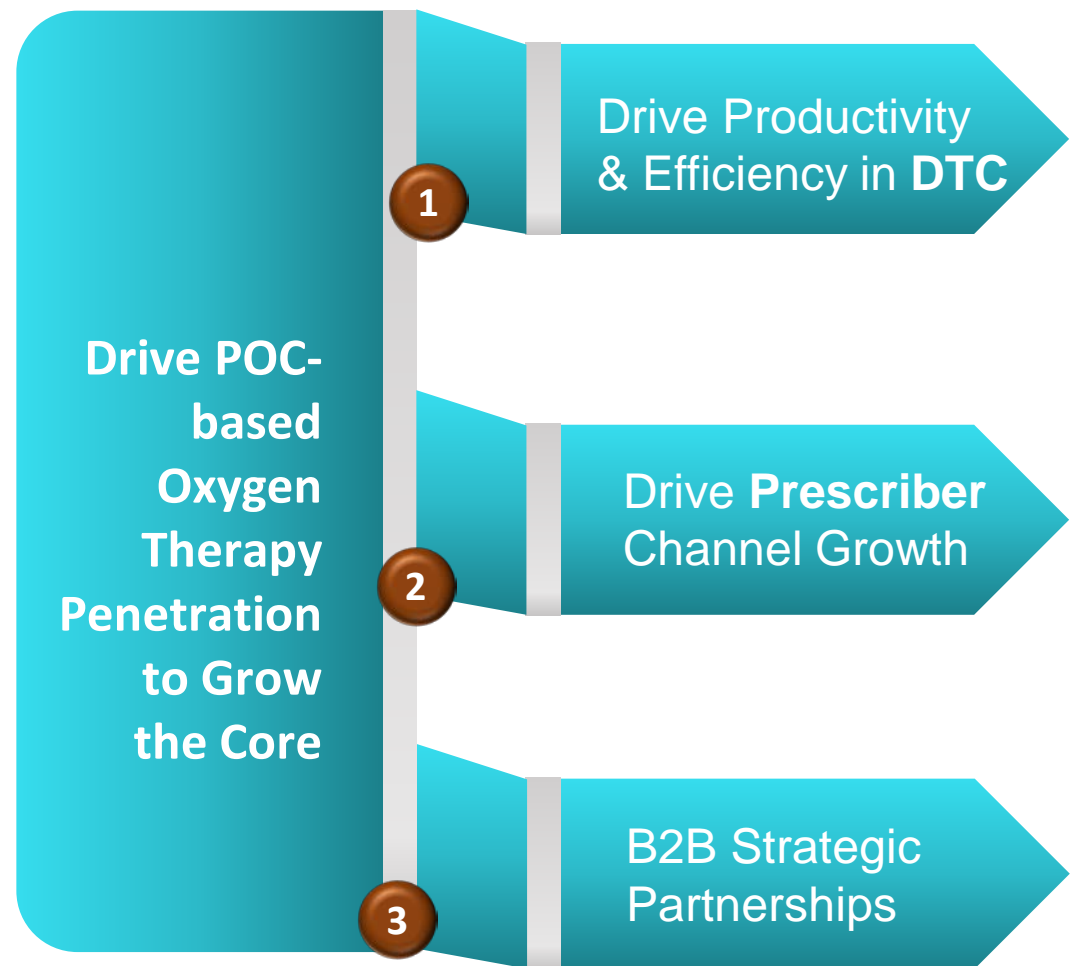 Drive POC-
based
Oxygen
Therapy
Penetration
to Grow
the Core
1
Drive Productivity
& Efficiency in DTC
2
Drive Prescriber
Channel Growth
3
B2B Strategic
Partnerships